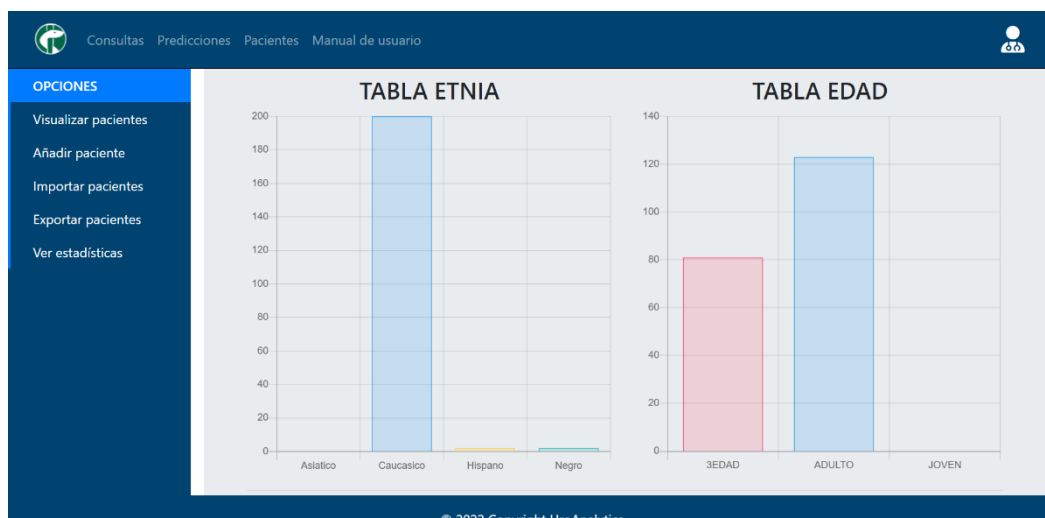 Consultas Predicciones Pacientes Manual de usuario
OPCIONES
Visualizar pacientes
Añadir paciente
Importar pacientes
Exportar pacientes
Ver estadísticas
TABLA ETNIA
200
180
160
140
120
100
80
60
40
20
0
Asiatico Caucasico Hispano Negro
TABLA EDAD
140
120
100
80
60
40
20
0
3EDAD ADULTO JOVEN